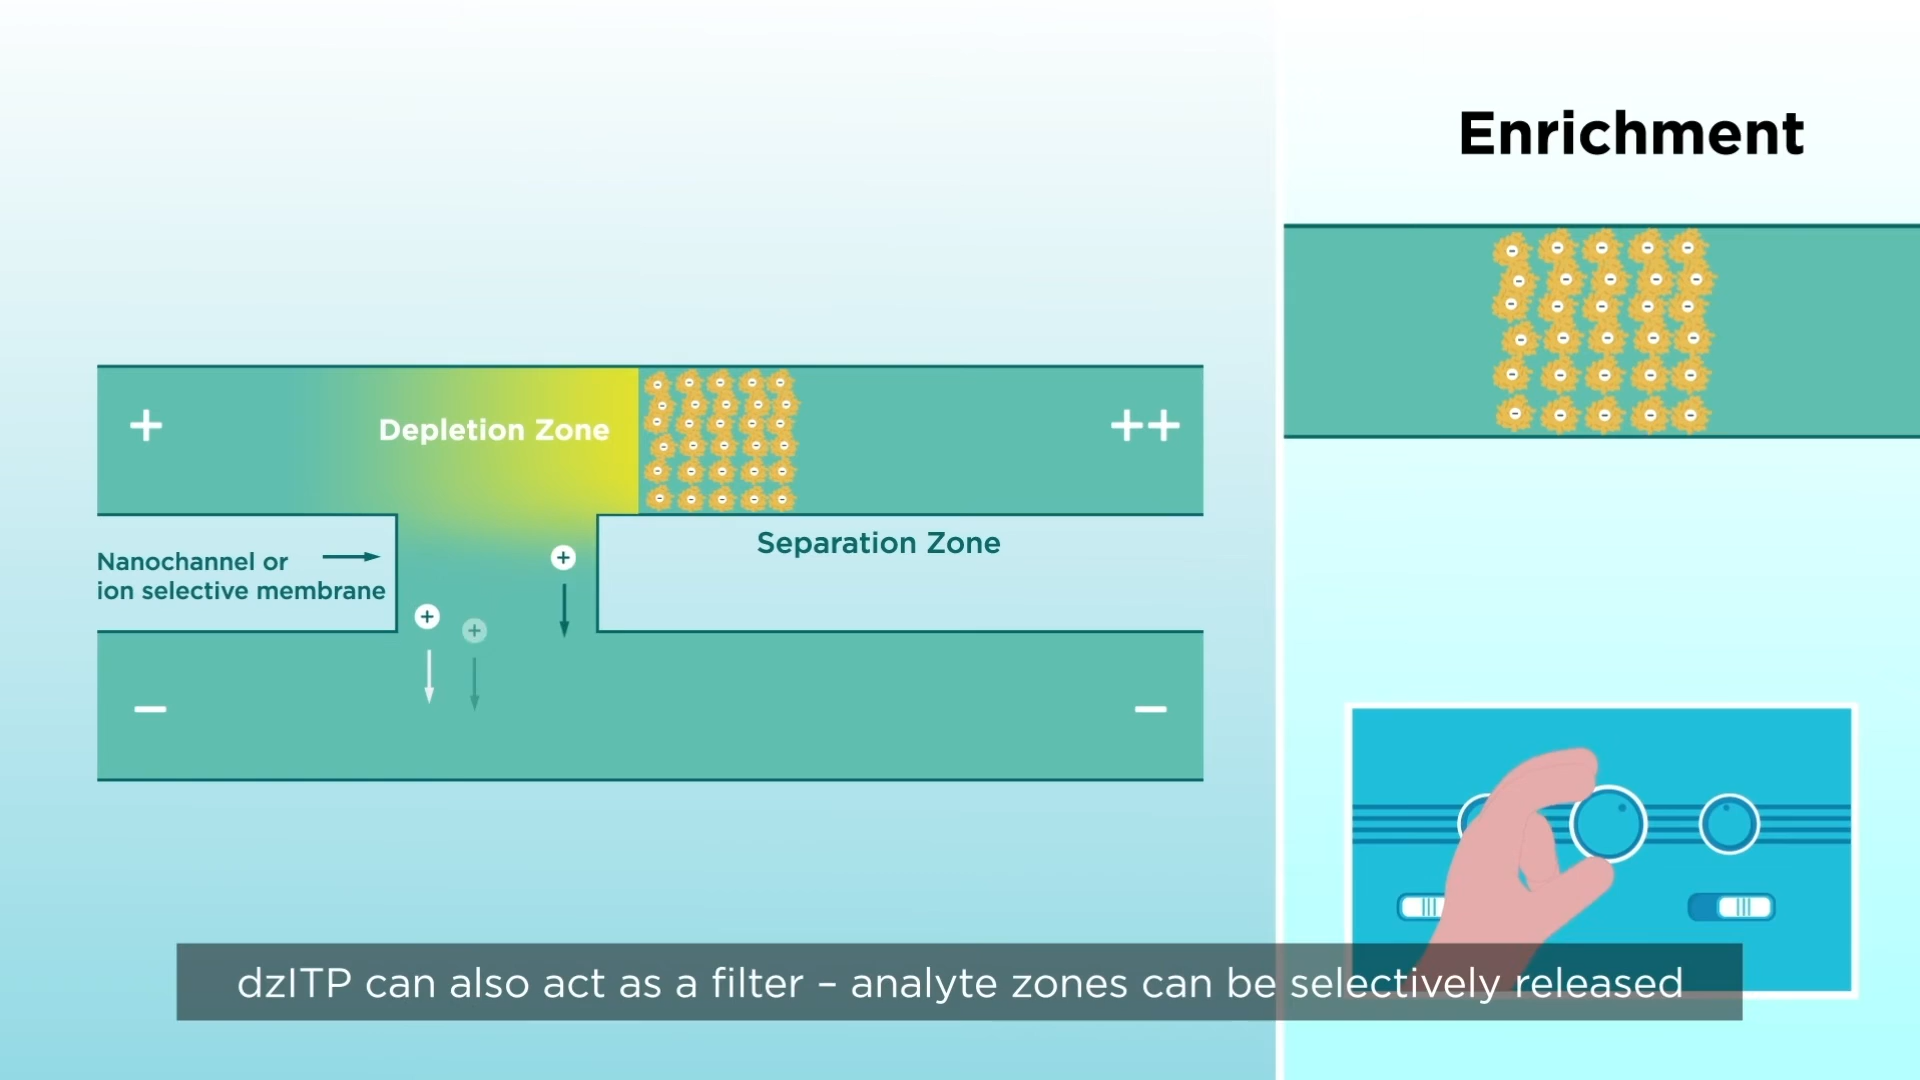 Enrichment
+
++
Depletion Zone
Separation Zone
Nanochannel or
ion selective membrane
−
−
dzITP can also act as a filter – analyte zones can be selectively released